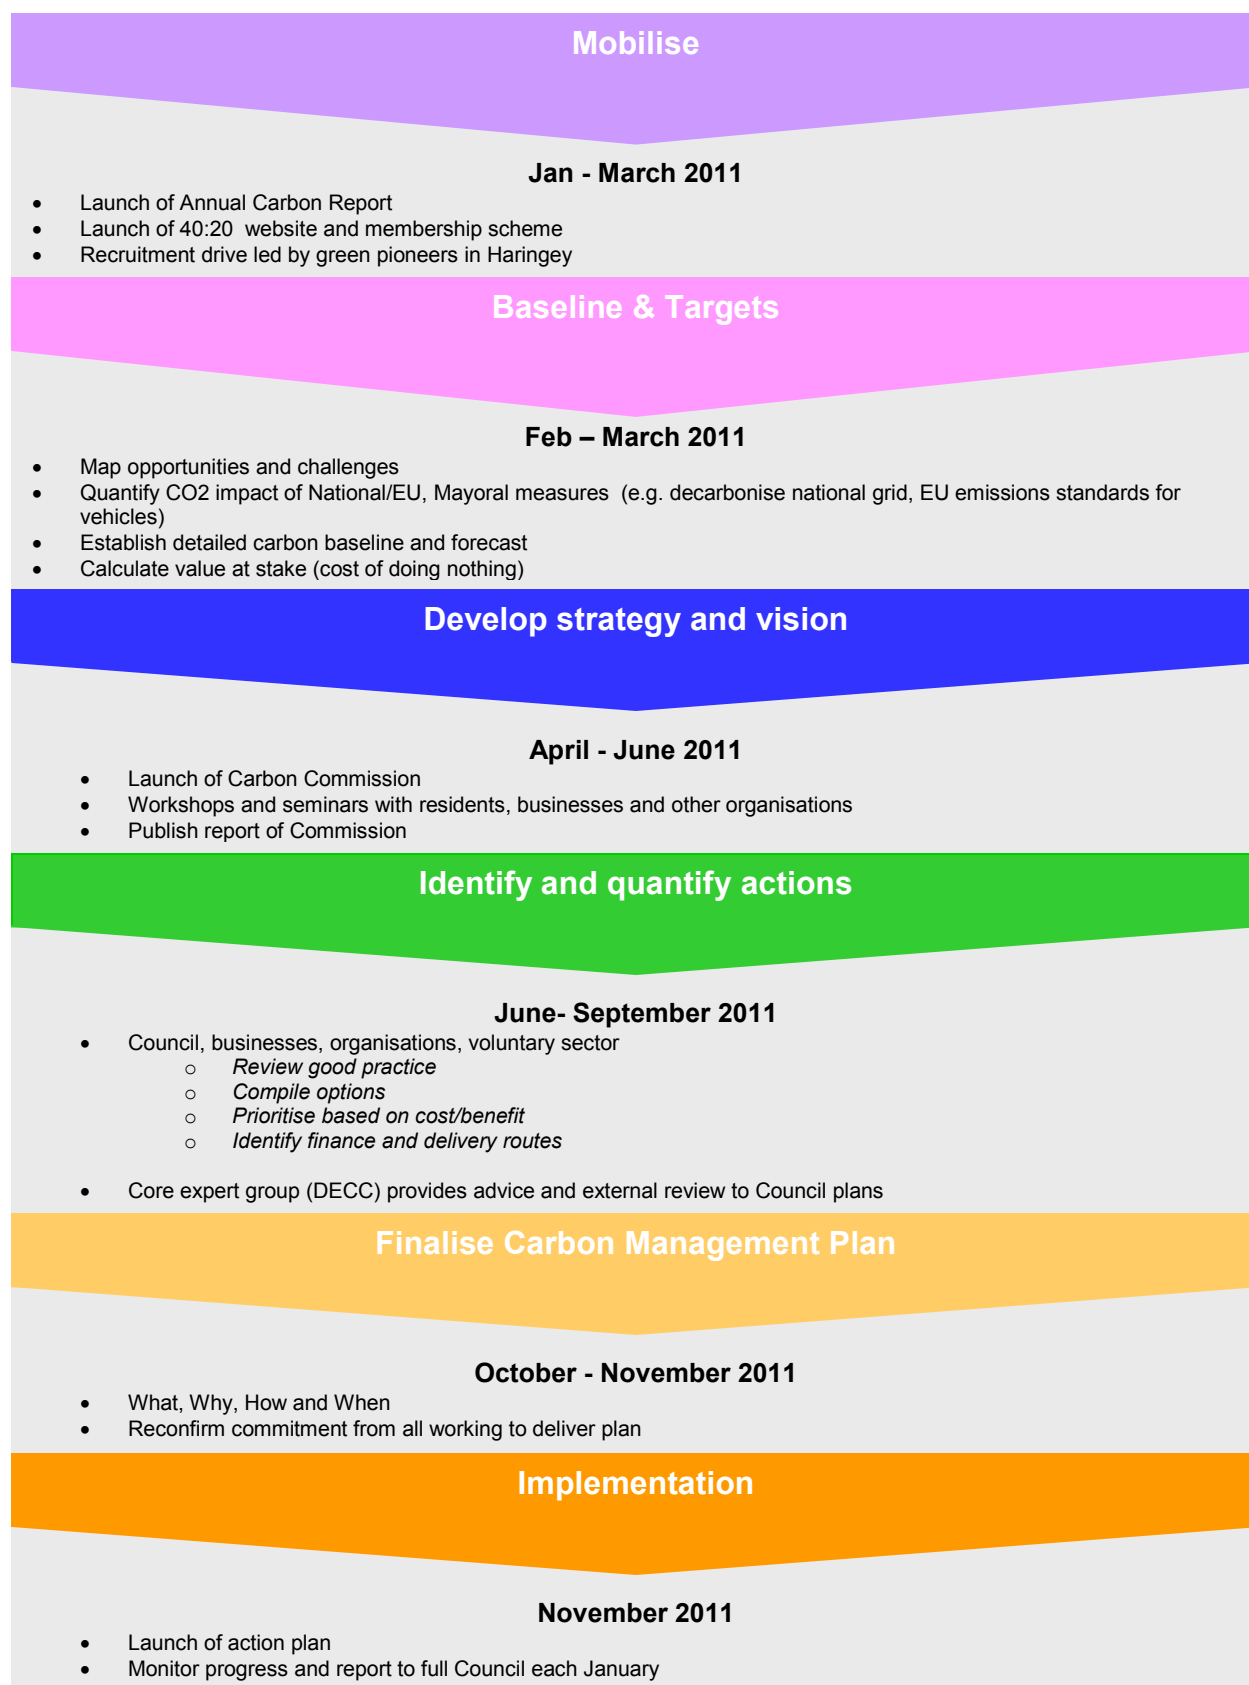 Mobilise
Jan - March 2011
• Launch of Annual Carbon Report
• Launch of 40:20  website and membership scheme
• Recruitment drive led by green pioneers in Haringey
Baseline & Targets
Feb – March 2011
• Map opportunities and challenges
• Quantify CO2 impact of National/EU, Mayoral measures  (e.g. decarbonise national grid, EU emissions standards for
vehicles)
• Establish detailed carbon baseline and forecast
• Calculate value at stake (cost of doing nothing)
Develop strategy and vision
April - June 2011
• Launch of Carbon Commission
• Workshops and seminars with residents, businesses and other organisations
• Publish report of Commission
Identify and quantify actions
June- September 2011
• Council, businesses, organisations, voluntary sector
o Review good practice
o Compile options
o Prioritise based on cost/benefit
o Identify finance and delivery routes
• Core expert group (DECC) provides advice and external review to Council plans
Finalise Carbon Management Plan
October - November 2011
• What, Why, How and When
• Reconfirm commitment from all working to deliver plan
Implementation
November 2011
• Launch of action plan
• Monitor progress and report to full Council each January